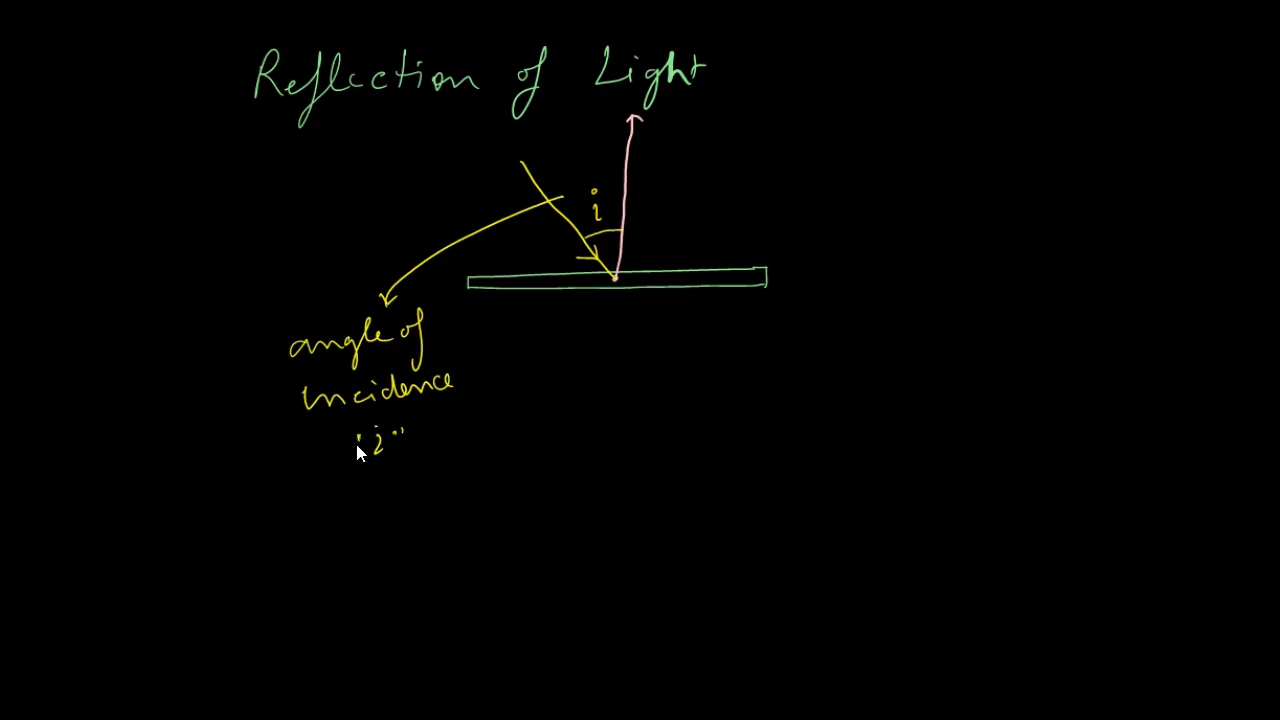 Reflection of Light
i
angle of
incidence
"i"